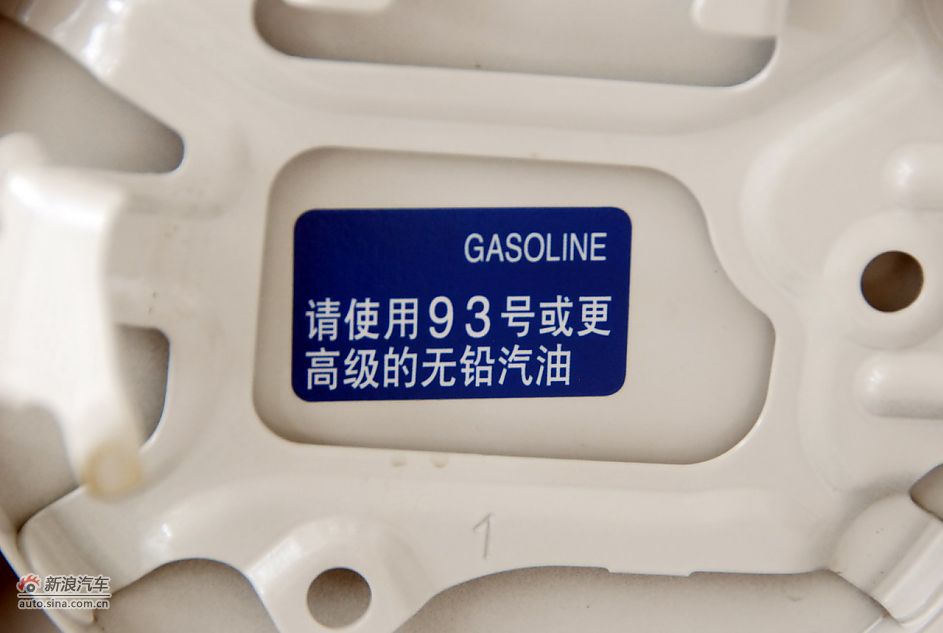 GASOLINE
请使用93号或更
高级的无铅汽油
1
新浪汽车
auto.sina.com.cn